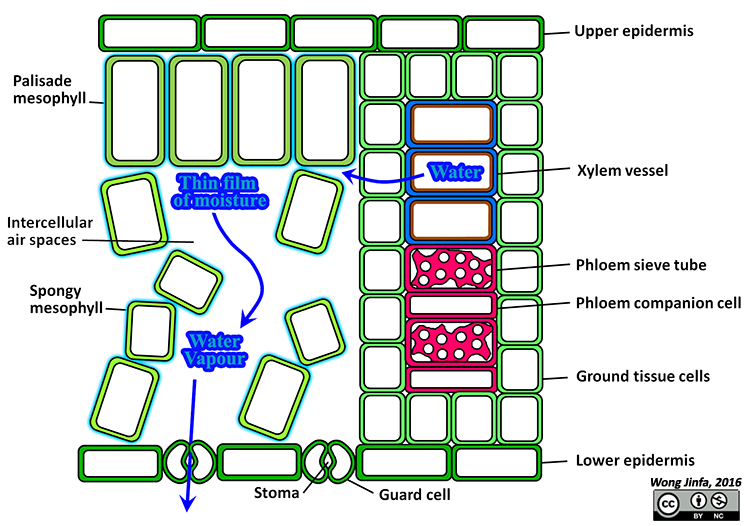 Upper epidermis
Palisade
mesophyll
Water
Xylem vessel
Thin film
of moisture
Intercellular
air spaces
Phloem sieve tube
Spongy
mesophyll
Phloem companion cell
Water
Vapour
Ground tissue cells
Lower epidermis
Stoma
Guard cell
Wong Jinfa, 2016
cc
BY NC